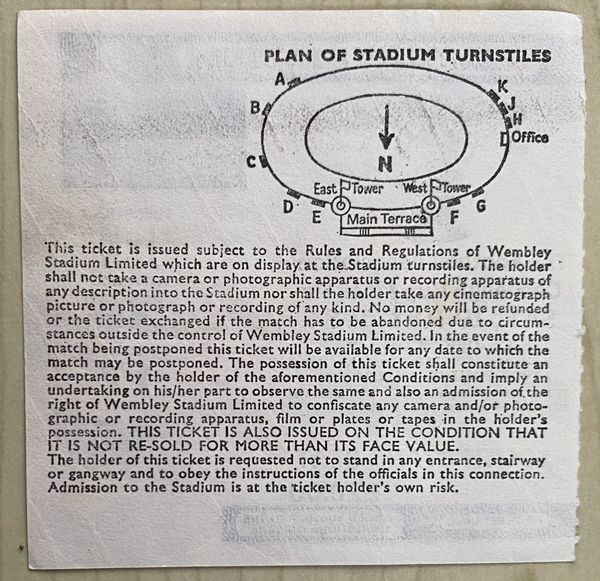 PLAN OF STADIUM TURNSTILES
A
K
B
J
H
I Office
C
N
East Tower West Tower
D
E
Main Terrace
F
G
This ticket is issued subject to the Rules and Regulations of Wembley
Stadium Limited which are on display at the Stadium turnstiles. The holder
shall not take a camera or photographic apparatus or recording apparatus of
any description into the Stadium nor shall the holder take any cinematograph
picture or photograph or recording of any kind. No money will be refunded
or the ticket exchanged if the match has to be abandoned due to circum-
stances outside the control of Wembley Stadium Limited. In the event of the
match being postponed this ticket will be available for any date to which the
match may be postponed. The possession of this ticket shall constitute an
acceptance by the holder of the aforementioned Conditions and imply an
undertaking on his/her part to observe the same and also an admission of the
right of Wembley Stadium Limited to confiscate any camera and/or photo-
graphic or recording apparatus, film or plates or tapes in the holder's
possession. THIS TICKET IS ALSO ISSUED ON THE CONDITION THAT
IT IS NOT RE-SOLD FOR MORE THAN ITS FACE VALUE.
The holder of this ticket is requested not to stand in any entrance, stairway
or gangway and to obey the instructions of the officials in this connection.
Admission to the Stadium is at the ticket holder's own risk.